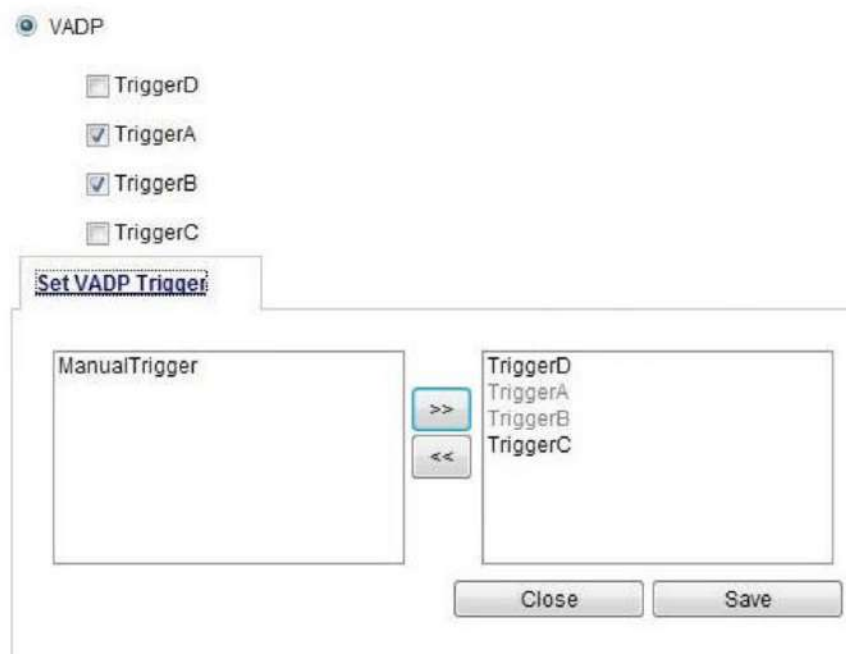 VADP
TriggerD
TriggerA
TriggerB
TriggerC
Set VADP Trigger
ManualTrigger
>>
<<
TriggerD
TriggerA
TriggerB
TriggerC
Close
Save